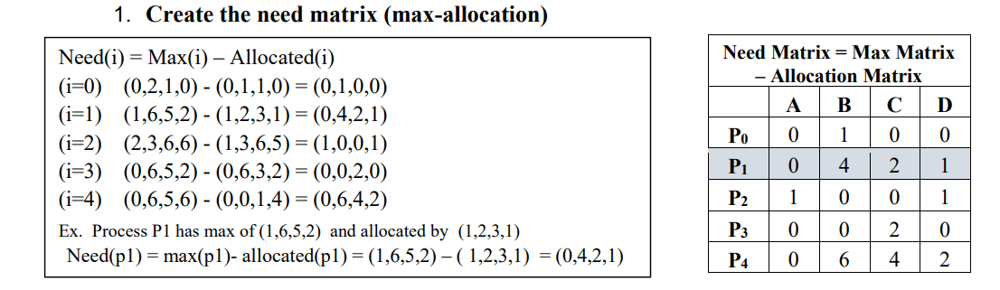 1. Create the need matrix (max-allocation)
Need(i) = Max(i) – Allocated(i)
(i=0) (0,2,1,0) - (0,1,1,0) = (0,1,0,0)
(i=1) (1,6,5,2) - (1,2,3,1) = (0,4,2,1)
(i=2) (2,3,6,6) - (1,3,6,5) = (1,0,0,1)
(i=3) (0,6,5,2) - (0,6,3,2) = (0,0,2,0)
(i=4) (0,6,5,6) - (0,0,1,4) = (0,6,4,2)
Ex. Process P1 has max of (1,6,5,2) and allocated by (1,2,3,1)
Need(p1) = max(p1)- allocated(p1) = (1,6,5,2) – ( 1,2,3,1) = (0,4,2,1)
Need Matrix = Max Matrix
– Allocation Matrix
A B C D
P0 0 1 0 0
P1 0 4 2 1
P2 1 0 0 1
P3 0 0 2 0
P4 0 6 4 2